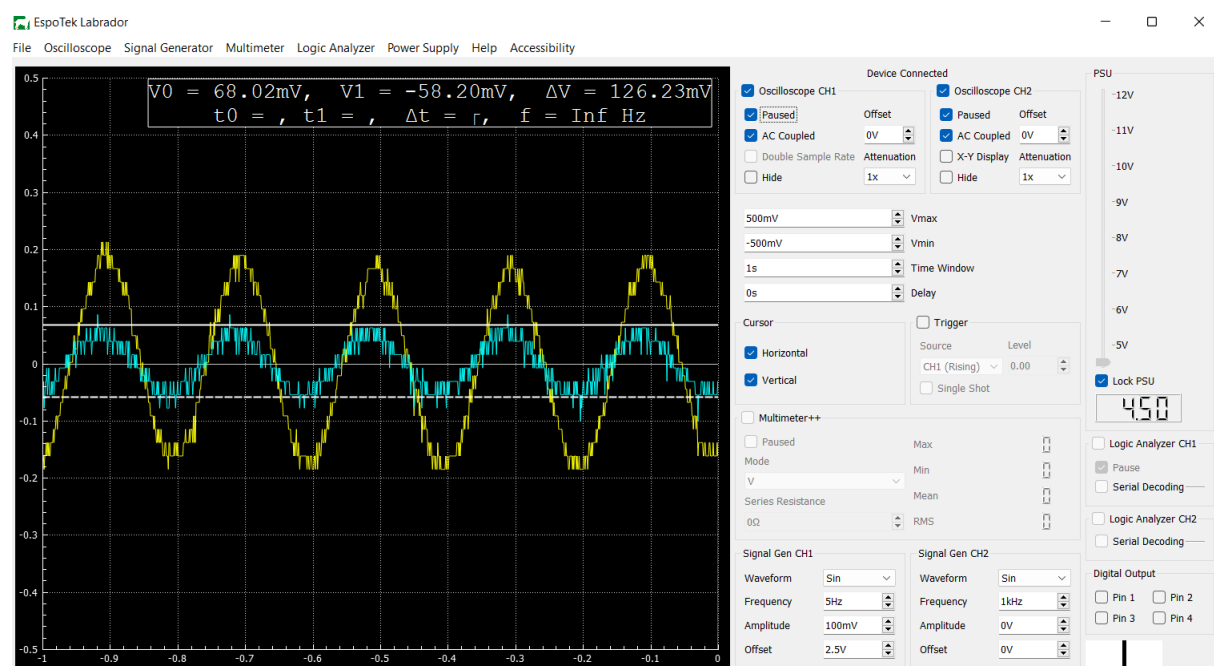 EspoTek Labrador
File Oscilloscope Signal Generator Multimeter Logic Analyzer Power Supply Help Accessibility
V0 = 68.02mV, V1 = -58.20mV, ΔV = 126.23mV
t0 = , t1 = , Δt = , f = Inf Hz
0.5
0.4
0.3
0.2
0.1
0
-0.1
-0.2
-0.3
-0.4
-0.5
-1 -0.9 -0.8 -0.7 -0.6 -0.5 -0.4 -0.3 -0.2 -0.1 0
Device Connected
Oscilloscope CH1
Paused Offset
AC Coupled 0V
Double Sample Rate Attenuation
Hide 1x
Oscilloscope CH2
Paused Offset
AC Coupled 0V
X-Y Display Attenuation
Hide 1x
500mV Vmax
-500mV Vmin
1s Time Window
0s Delay
Cursor
Horizontal
Vertical
Trigger
Source Level
CH1 (Rising) 0.00
Single Shot
Multimeter++
Paused
Mode
V
Series Resistance
0Ω
Max 0
Min 0
Mean 0
RMS 0
Signal Gen CH1
Waveform Sin
Frequency 5Hz
Amplitude 100mV
Offset 2.5V
Signal Gen CH2
Waveform Sin
Frequency 1kHz
Amplitude 0V
Offset 0V
PSU
12V
11V
10V
9V
8V
7V
6V
5V
Lock PSU
4.50
Logic Analyzer CH1
Pause
Serial Decoding
Logic Analyzer CH2
Serial Decoding
Digital Output
Pin 1 Pin 2
Pin 3 Pin 4